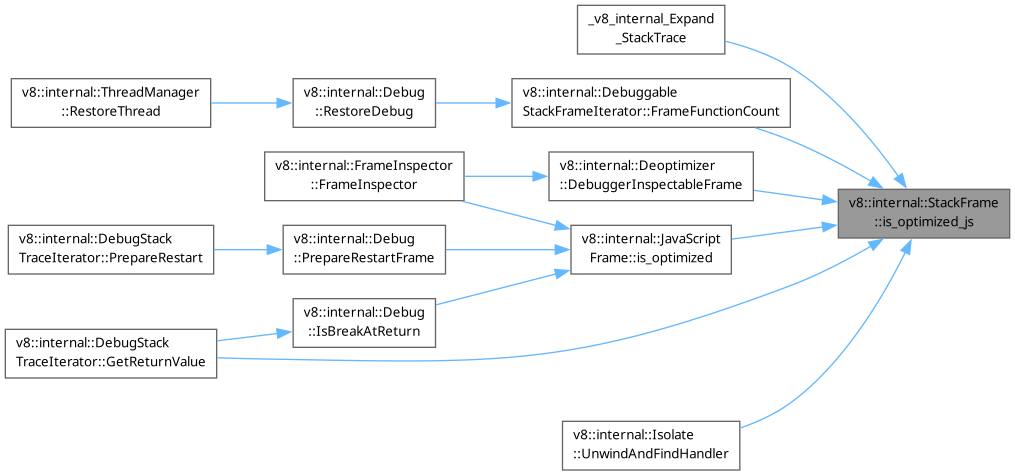 _v8_internal_Expand
_StackTrace
v8::internal::ThreadManager
::RestoreThread
v8::internal::Debug
::RestoreDebug
v8::internal::Debuggable
StackFrameIterator::FrameFunctionCount
v8::internal::FrameInspector
::FrameInspector
v8::internal::Deoptimizer
::DebuggerInspectableFrame
v8::internal::StackFrame
::is_optimized_js
v8::internal::DebugStack
TraceIterator::PrepareRestart
v8::internal::Debug
::PrepareRestartFrame
v8::internal::JavaScript
Frame::is_optimized
v8::internal::Debug
::IsBreakAtReturn
v8::internal::DebugStack
TraceIterator::GetReturnValue
v8::internal::Isolate
::UnwindAndFindHandler